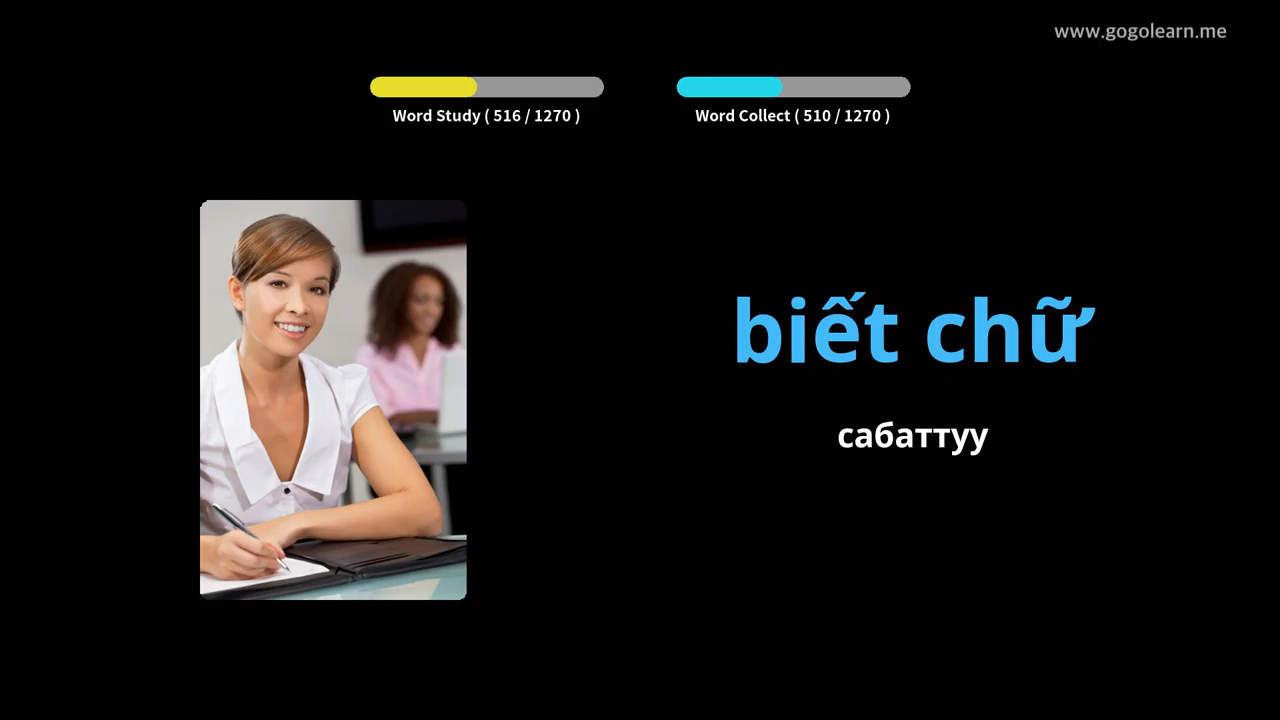 www.gogolearn.me
Word Study ( 516 / 1270 )
Word Collect ( 510 / 1270 )
biết chữ
сабаттуу